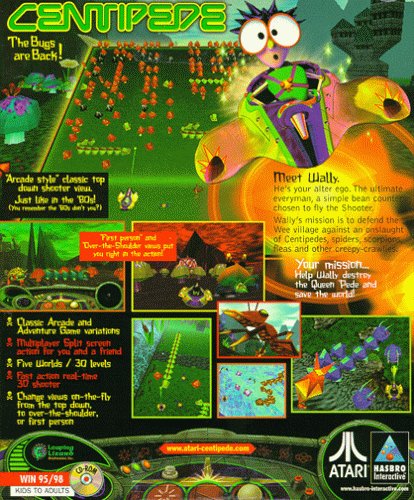 CENTIPEDE
The Bugs
are Back!
"Arcade style" classic top
down shooter view.
Just like in the '80s!
(You remember the '80s don't you?)
Meet Wally.
He's your alter ego. The ultimate
everyman, a simple bean counter
chosen to fly the Shooter.
Wally's mission is to defend the
Wee village against an onslaught
of Centipedes, spiders, scorpions,
fleas and other creepy-crawlies.
Your mission...
Help Wally destroy
the Queen 'Pede and
save the world!
"First person" and
"Over-the-Shoulder" views put
you right in the action!
Classic Arcade and
Adventure Game variations
Multiplayer Split screen
action for you and a friend
Five Worlds / 30 levels
Fast action real-time
3D shooter
Change views on-the-fly
from the top down,
to over-the-shoulder,
or first person
Leaping
Lizard
www.atari-centipede.com
WIN 95/98
KIDS TO ADULTS
CD-ROM
ATARI
HASBRO
Interactive
www.hasbro-interactive.com